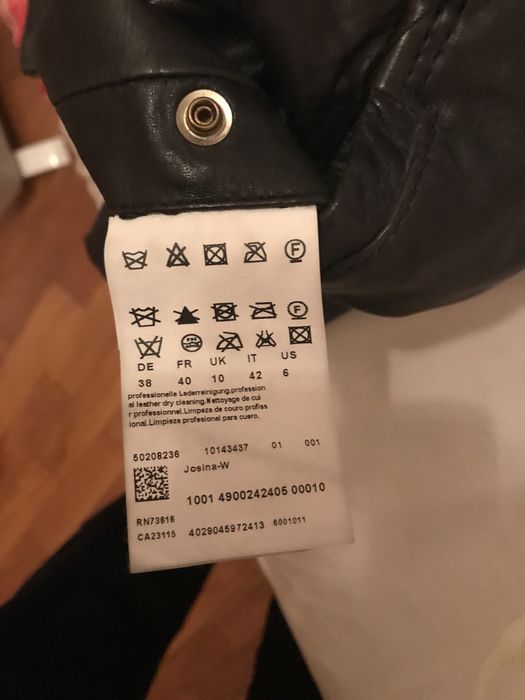 F
F
DE FR UK IT US
38 40 10 42 6
professionelle Lederreinigung.profession
al leather dry cleaning.Nettoyage de cui
r professionnel.Limpeza de couro profiss
ional.Limpieza profesional para cuero.
50208236 10143437 01 001
Josina-W
1001 4900242405 00010
RN73616
CA23115 4029045972413 6001011